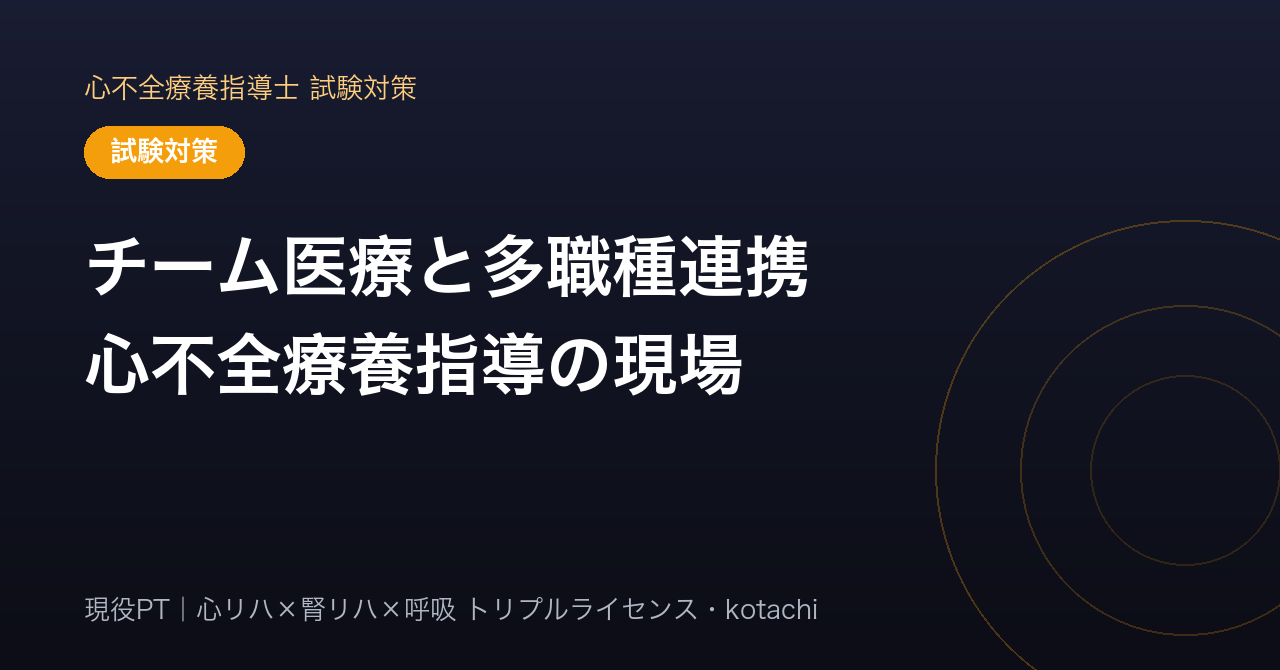 心不全療養指導士 試験対策
試験対策
チーム医療と多職種連携
心不全療養指導の現場
現役PT｜心リハ×腎リハ×呼吸 トリプルライセンス・kotachi